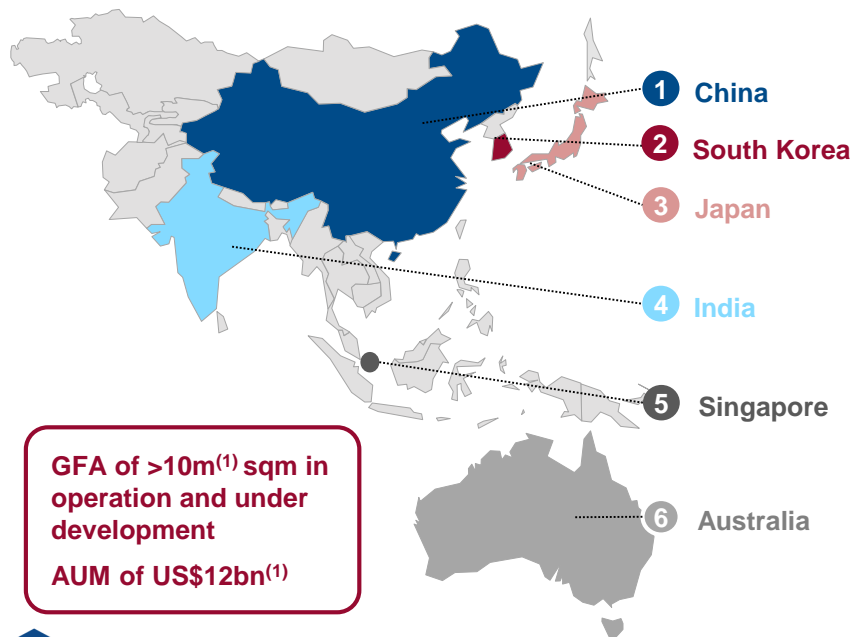 1 China
2 South Korea
3 Japan
4 India
5 Singapore
6 Australia
GFA of >10m(1) sqm in
operation and under
development
AUM of US$12bn(1)